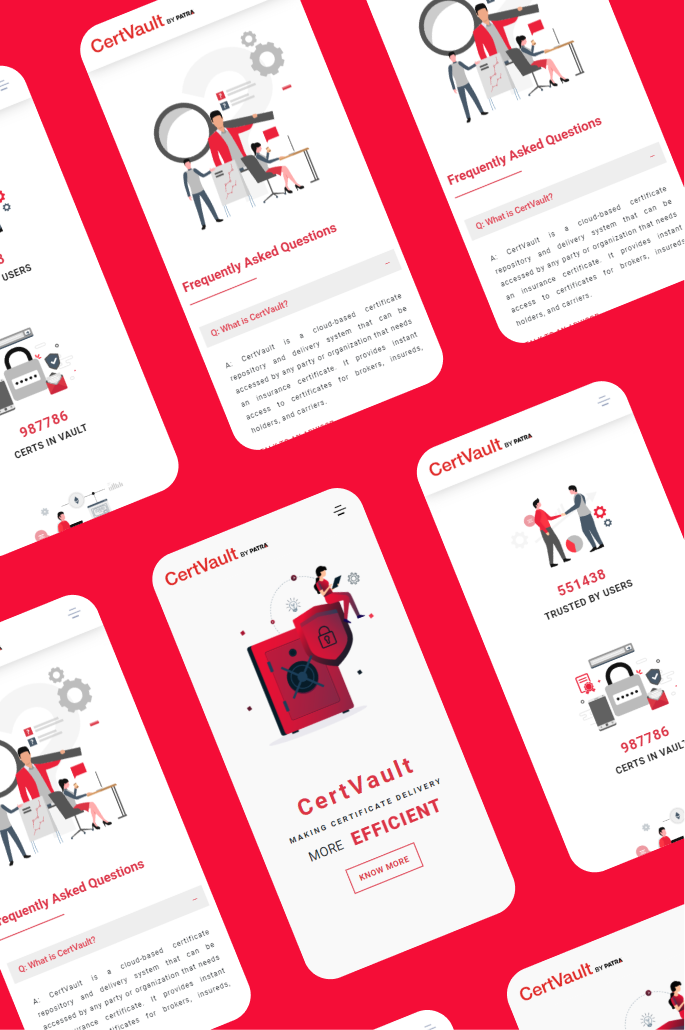 CertVault BY PATRA
Frequently Asked Questions
Q: What is CertVault?
A: CertVault is a cloud-based certificate
repository and delivery system that can be
accessed by any party or organization that needs
an insurance certificate. It provides instant
access to certificates for brokers, insureds,
holders, and carriers.
Frequently Asked Questions
Q: What is CertVault?
A: CertVault is a cloud-based certificate
repository and delivery system that can be
accessed by any party or organization that needs
an insurance certificate. It provides instant
access to certificates for brokers, insureds,
holders, and carriers.
USERS
987786
CERTS IN VAULT
CertVault BY PATRA
CertVault
MAKING CERTIFICATE DELIVERY
MORE EFFICIENT
KNOW MORE
CertVault BY PATRA
551438
TRUSTED BY USERS
987786
CERTS IN VAULT
requently Asked Questions
Q: What is CertVault?
A: CertVault is a cloud-based certificate
repository and delivery system that can be
accessed by any party or organization that needs
insurance certificate. It provides instant
certificates for brokers, insureds,
CertVault BY PATRA